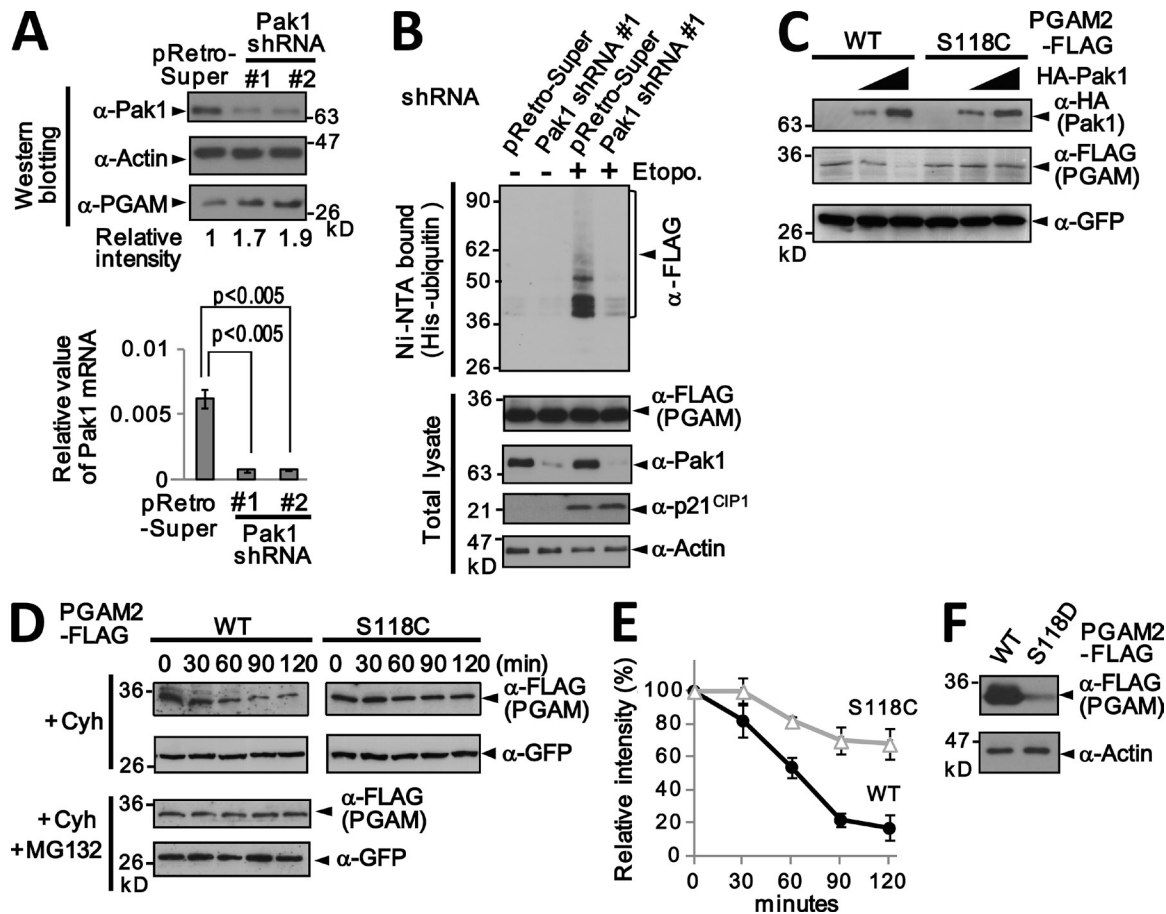 A
pRetro-
Super
Pak1
shRNA
#1 #2
Western
blotting
α-Pak1
63
47
α-Actin
α-PGAM
26
kD
Relative
intensity
1 1.7 1.9
p<0.005
p<0.005
Relative value
of Pak1 mRNA
0.01
0.005
0
pRetro
-Super
#1 #2
Pak1
shRNA
B
shRNA
pRetro-Super
Pak1 shRNA #1
pRetro-Super
Pak1 shRNA #1
- - + + Etopo.
Ni-NTA bound
(His-ubiquitin)
90
62
50
36
26
α-FLAG
Total lysate
36
α-FLAG
(PGAM)
63
α-Pak1
21
α-p21CIP1
47
kD
α-Actin
C
WT S118C
PGAM2
-FLAG
HA-Pak1
63
α-HA
(Pak1)
36
α-FLAG
(PGAM)
26
kD
α-GFP
D
PGAM2
-FLAG
WT S118C
0 30 60 90 120 0 30 60 90 120 (min)
+Cyh
36
α-FLAG
(PGAM)
26
α-GFP
+Cyh
+MG132
36
α-FLAG
(PGAM)
26
kD
α-GFP
E
Relative intensity (%)
100
80
60
40
20
0
S118C
WT
0 30 60 90 120
minutes
F
WT
S118D
PGAM2
-FLAG
36
α-FLAG
(PGAM)
47
kD
α-Actin